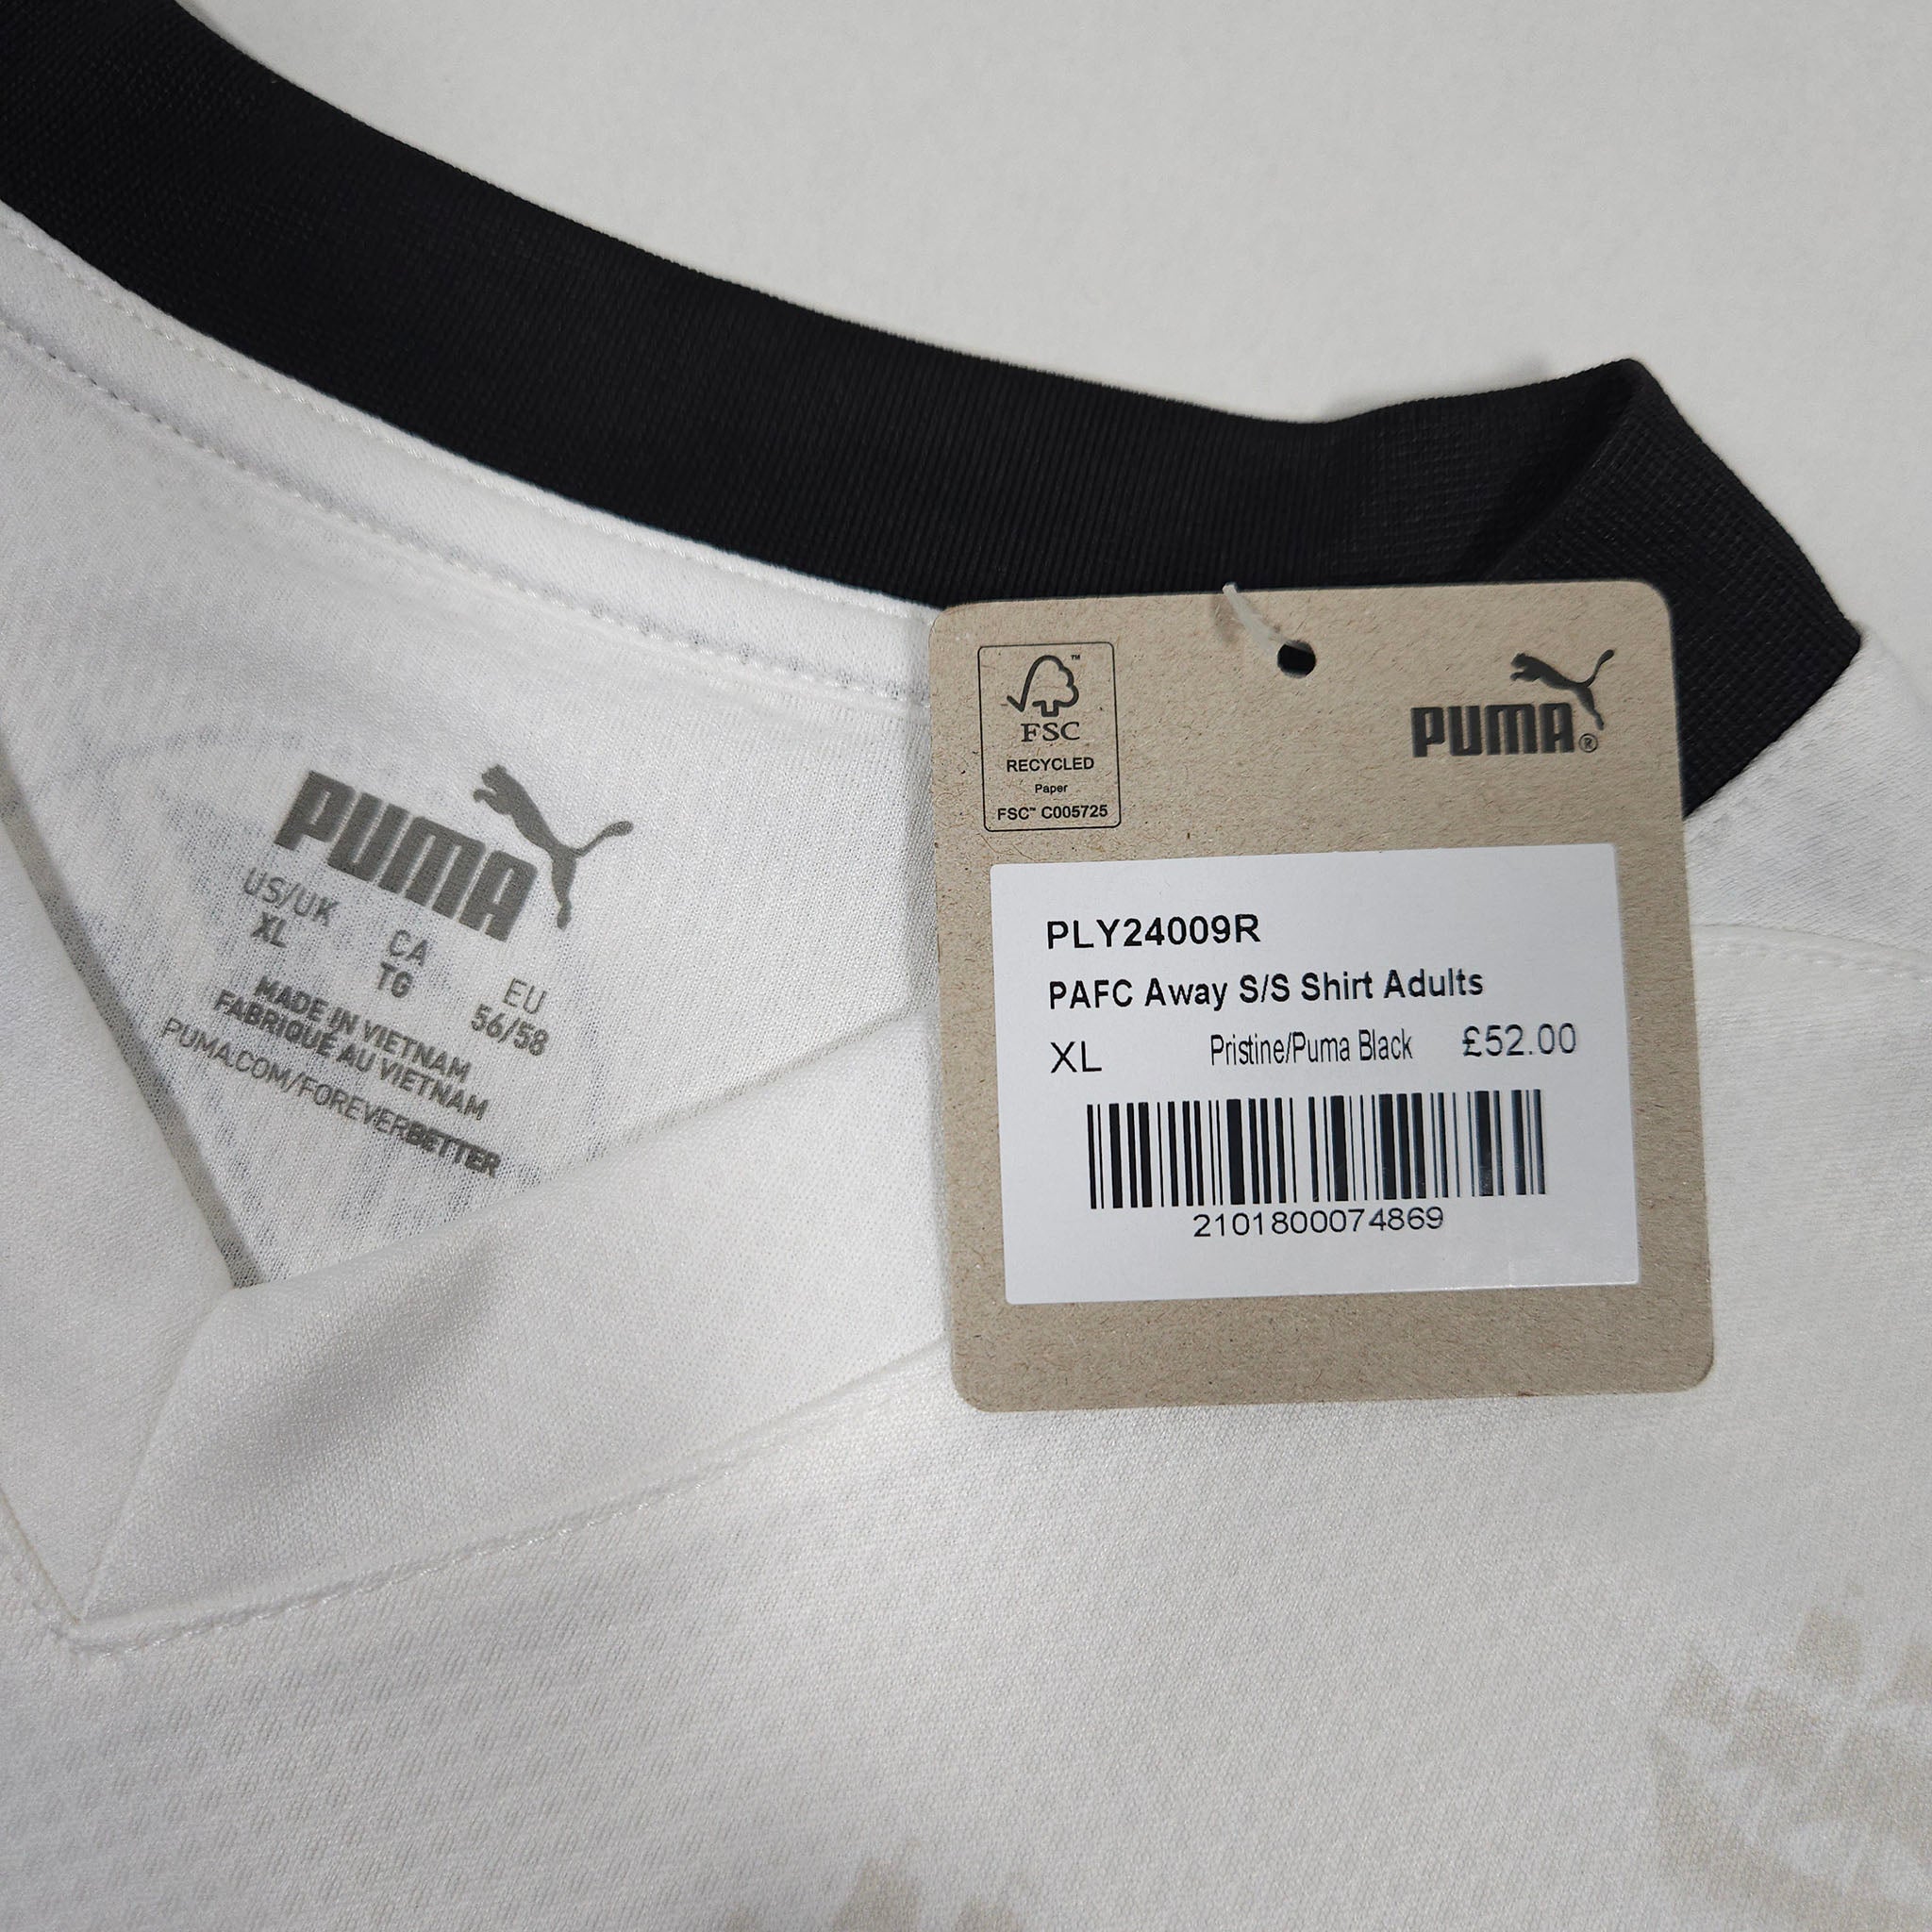 PUMA
US/UK CA EU
XL TG 56/58
MADE IN VIETNAM
FABRIQUÉ AU VIETNAM
PUMA.COM/FOREVERBETTER
™
FSC
RECYCLED
Paper
FSC™ C005725
PUMA®
PLY24009R
PAFC Away S/S Shirt Adults
XL Pristine/Puma Black £52.00
2101800074869